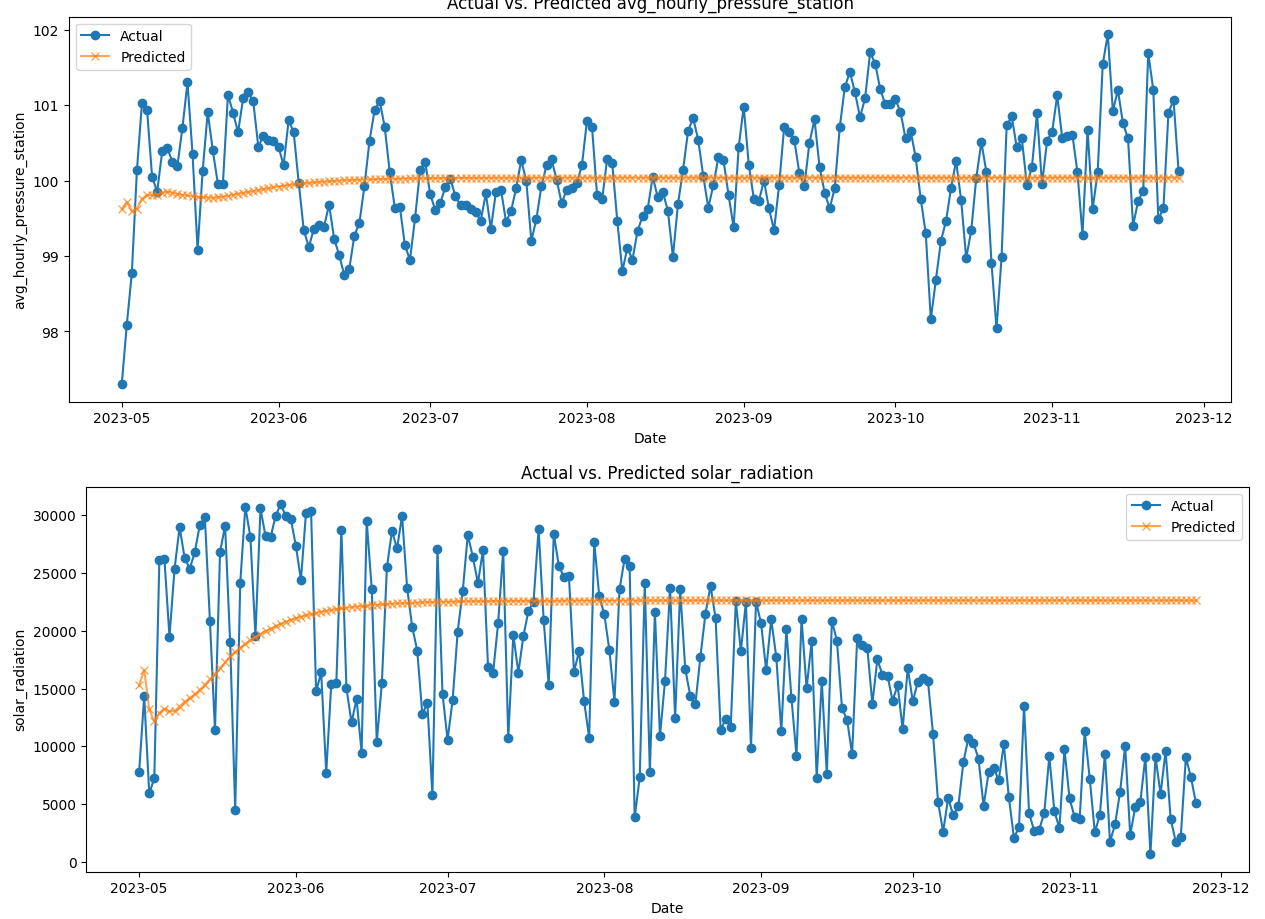 Actual vs. Predicted avg_hourly_pressure_station
Actual
Predicted
102
101
100
99
98
avg_hourly_pressure_station
2023-05 2023-06 2023-07 2023-08 2023-09 2023-10 2023-11 2023-12
Date
Actual vs. Predicted solar_radiation
Actual
Predicted
30000
25000
20000
15000
10000
5000
0
solar_radiation
2023-05 2023-06 2023-07 2023-08 2023-09 2023-10 2023-11 2023-12
Date